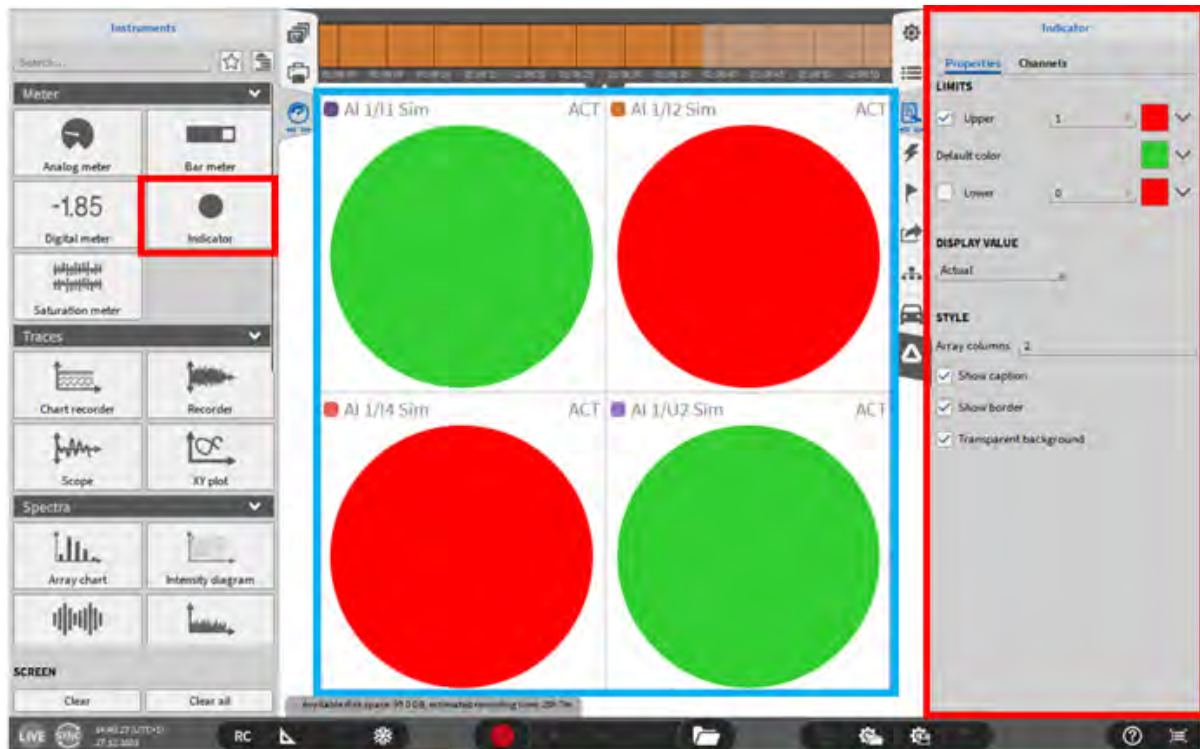 Instruments
Search...
Meter
Analog meter
Bar meter
-1.85
Digital meter
Indicator
Saturation meter
Traces
Chart recorder
Recorder
Scope
XY plot
Spectra
Array chart
Intensity diagram
SCREEN
Clear
Clear all
AI 1/I1 Sim
ACT
AI 1/I2 Sim
ACT
AI 1/I4 Sim
ACT
AI 1/U2 Sim
ACT
Indicator
Properties
Channels
LIMITS
Upper
1
Default color
Lower
0
DISPLAY VALUE
Actual
STYLE
Array columns
2
Show caption
Show border
Transparent background
LIVE
SYNC
RC